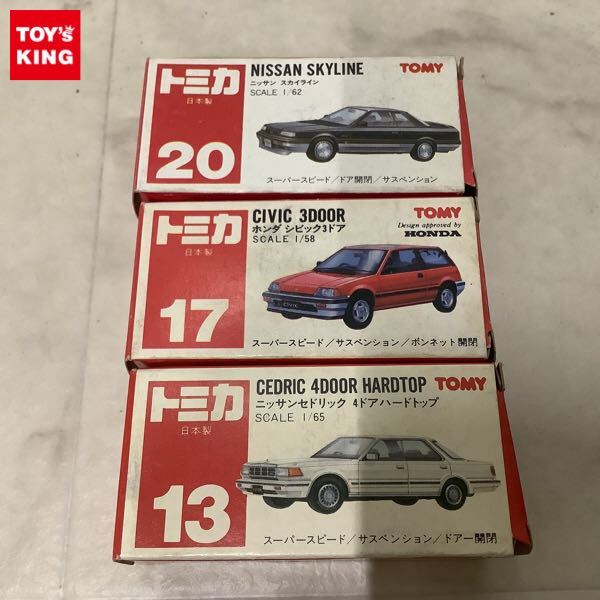 TOY's
KING
トミカ
日本製
20
NISSAN SKYLINE
TOMY
ニッサン スカイライン
SCALE 1/62
スーパースピード/ドア開閉/サスペンション
トミカ
日本製
17
CIVIC 3DOOR
TOMY
ホンダ シビック3ドア
Design approved by
HONDA
SCALE 1/58
CIVIC
スーパースピード/サスペンション/ボンネット開閉
トミカ
日本製
13
CEDRIC 4DOOR HARDTOP
TOMY
ニッサンセドリック 4ドアハードトップ
SCALE 1/65
スーパースピード/サスペンション/ドアー開閉